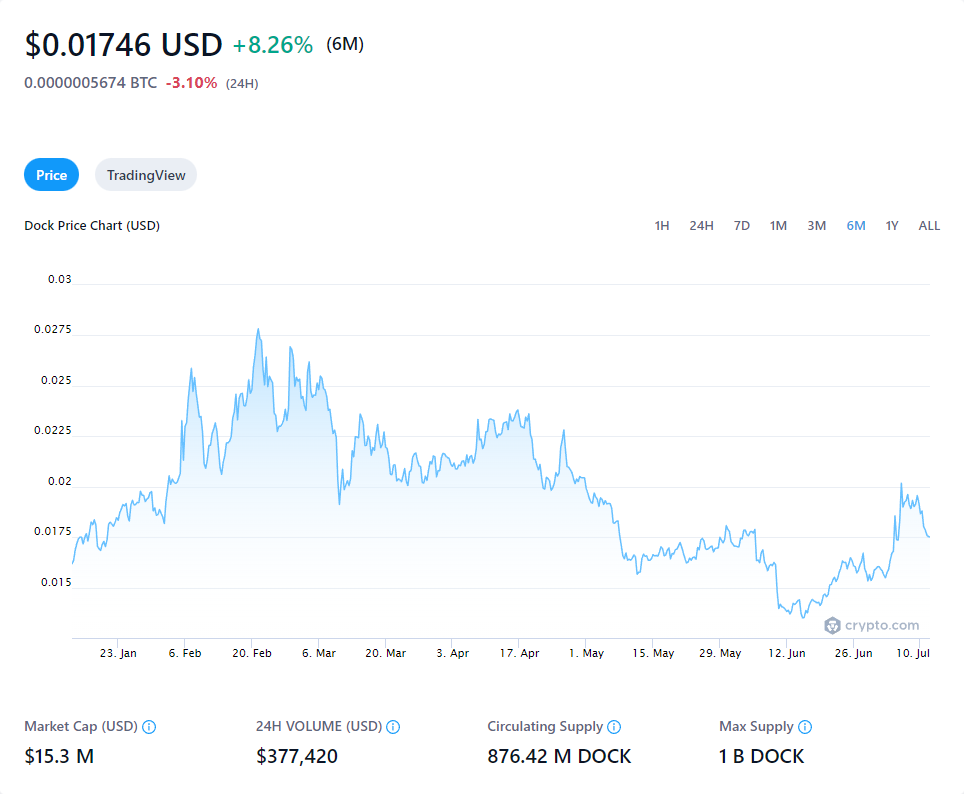 $0.01746 USD +8.26% (6M)
0.0000005674 BTC -3.10% (24H)
Price TradingView
Dock Price Chart (USD) 1H 24H 7D 1M 3M 6M 1Y ALL
0.03
0.0275
0.025
0.0225
0.02
0.0175
0.015
crypto.com
23. Jan 6. Feb 20. Feb 6. Mar 20. Mar 3. Apr 17. Apr 1. May 15. May 29. May 12. Jun 26. Jun 10. Jul
Market Cap (USD) 24H VOLUME (USD) Circulating Supply Max Supply
$15.3 M $377,420 876.42 M DOCK 1 B DOCK